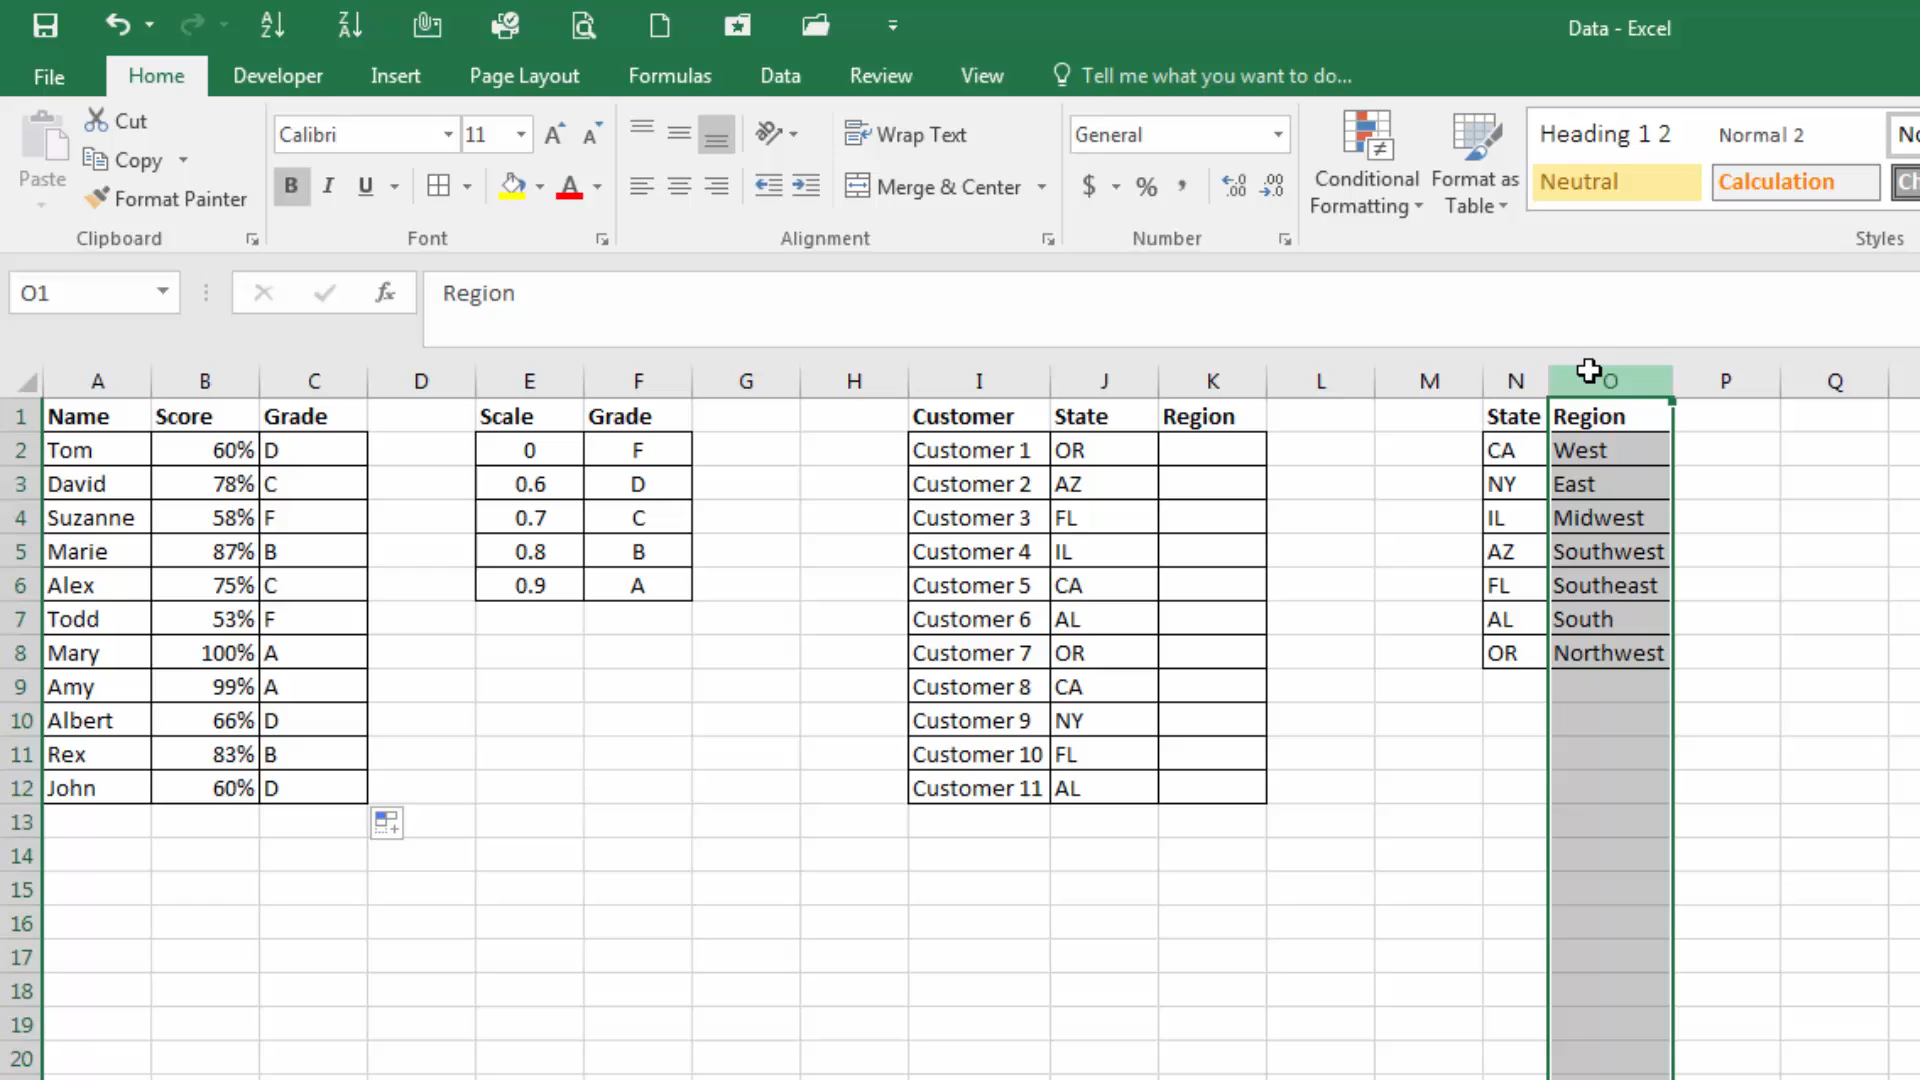 Data - Excel
File Home Developer Insert Page Layout Formulas Data Review View Tell me what you want to do...
Paste Cut Copy Format Painter
Clipboard
Calibri 11
B I U A
Font
Wrap Text
Merge & Center
Alignment
General
$ % , .00 .00
Number
Conditional Formatting Format as Table
Heading 1 2 Normal 2
Neutral Calculation
Styles
O1 fx Region
A B C D E F G H I J K L M N O P Q
1 Name Score Grade Scale Grade Customer State Region State Region
2 Tom 60% D 0 F Customer 1 OR CA West
3 David 78% C 0.6 D Customer 2 AZ NY East
4 Suzanne 58% F 0.7 C Customer 3 FL IL Midwest
5 Marie 87% B 0.8 B Customer 4 IL AZ Southwest
6 Alex 75% C 0.9 A Customer 5 CA FL Southeast
7 Todd 53% F Customer 6 AL AL South
8 Mary 100% A Customer 7 OR OR Northwest
9 Amy 99% A Customer 8 CA
10 Albert 66% D Customer 9 NY
11 Rex 83% B Customer 10 FL
12 John 60% D Customer 11 AL
13
14
15
16
17
18
19
20